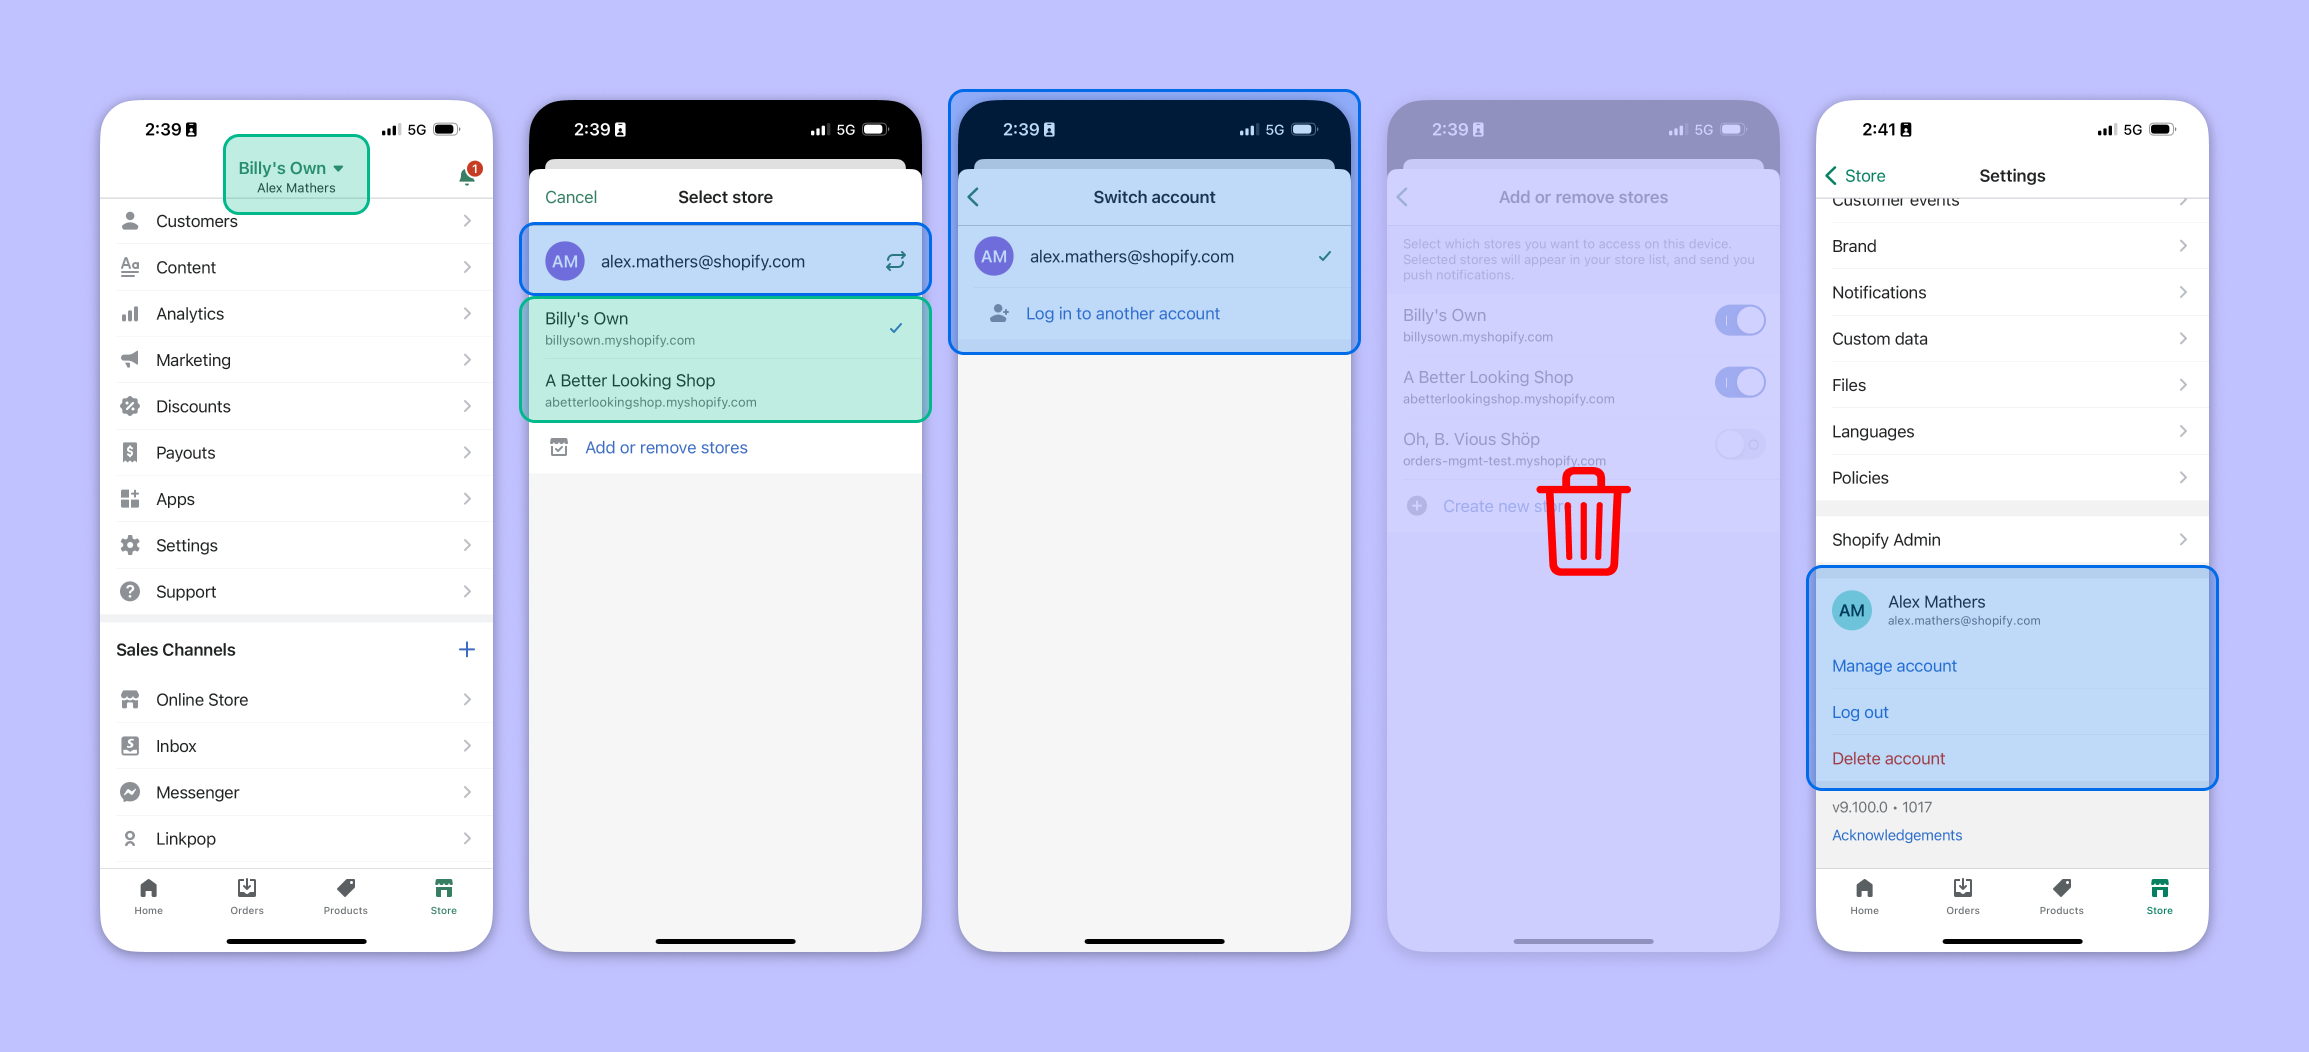 2:39
5G
Billy's Own
Alex Mathers
1
Customers
Content
Analytics
Marketing
Discounts
Payouts
Apps
Settings
Support
Sales Channels
Online Store
Inbox
Messenger
Linkpop
Home
Orders
Products
Store
2:39
5G
Cancel
Select store
AM
alex.mathers@shopify.com
Billy's Own
billysown.myshopify.com
A Better Looking Shop
abetterlookingshop.myshopify.com
Add or remove stores
2:39
5G
Switch account
AM
alex.mathers@shopify.com
Log in to another account
2:39
5G
Add or remove stores
Select which stores you want to access on this device.
Selected stores will appear in your store list, and send you
push notifications.
Billy's Own
billysown.myshopify.com
A Better Looking Shop
abetterlookingshop.myshopify.com
Oh, B. Vious Shöp
orders-mgmt-test.myshopify.com
Create new store
2:41
5G
Store
Settings
Customer events
Brand
Notifications
Custom data
Files
Languages
Policies
Shopify Admin
AM
Alex Mathers
alex.mathers@shopify.com
Manage account
Log out
Delete account
v9.100.0 • 1017
Acknowledgements
Home
Orders
Products
Store